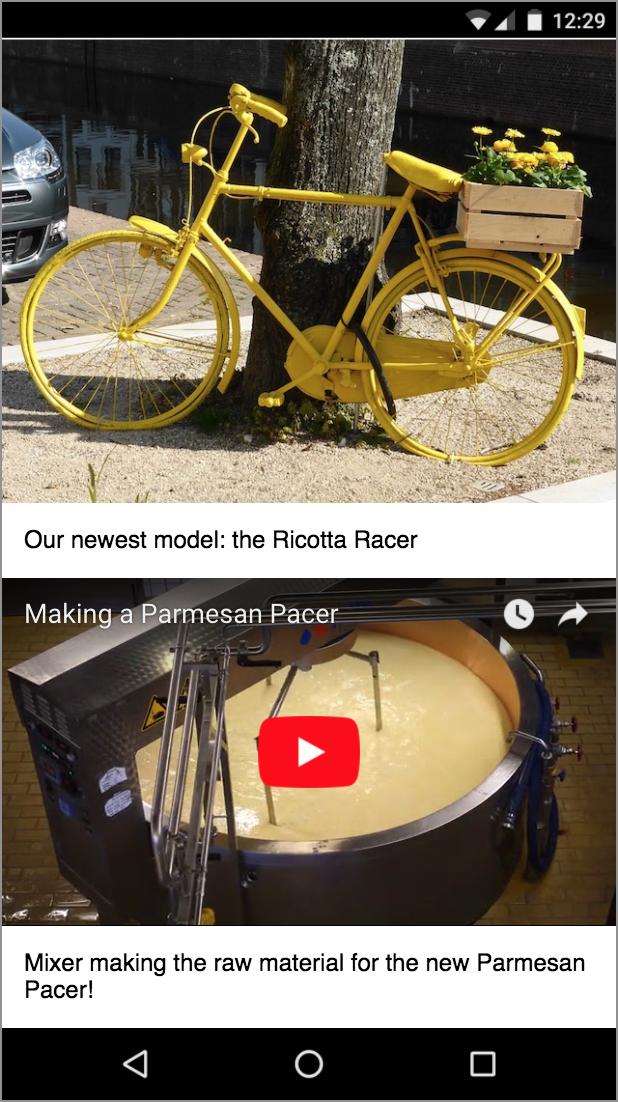 12:29
Our newest model: the Ricotta Racer
Making a Parmesan Pacer
Mixer making the raw material for the new Parmesan
Pacer!